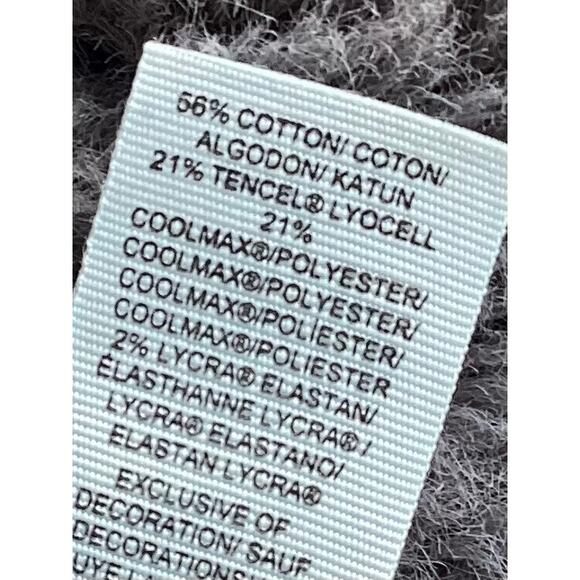 56% COTTON/ COTON/
ALGODON/ KATUN
21% TENCEL® LYOCELL
21%
COOLMAX®/POLYESTER/
COOLMAX®/POLYESTER/
COOLMAX®/POLIESTER/
COOLMAX®/POLIESTER
2% LYCRA® ELASTAN/
ÉLASTHANNE LYCRA®/
LYCRA® ELASTANO/
ELASTAN LYCRA®
EXCLUSIVE OF
DECORATION/ SAUF
DECORATIONS/